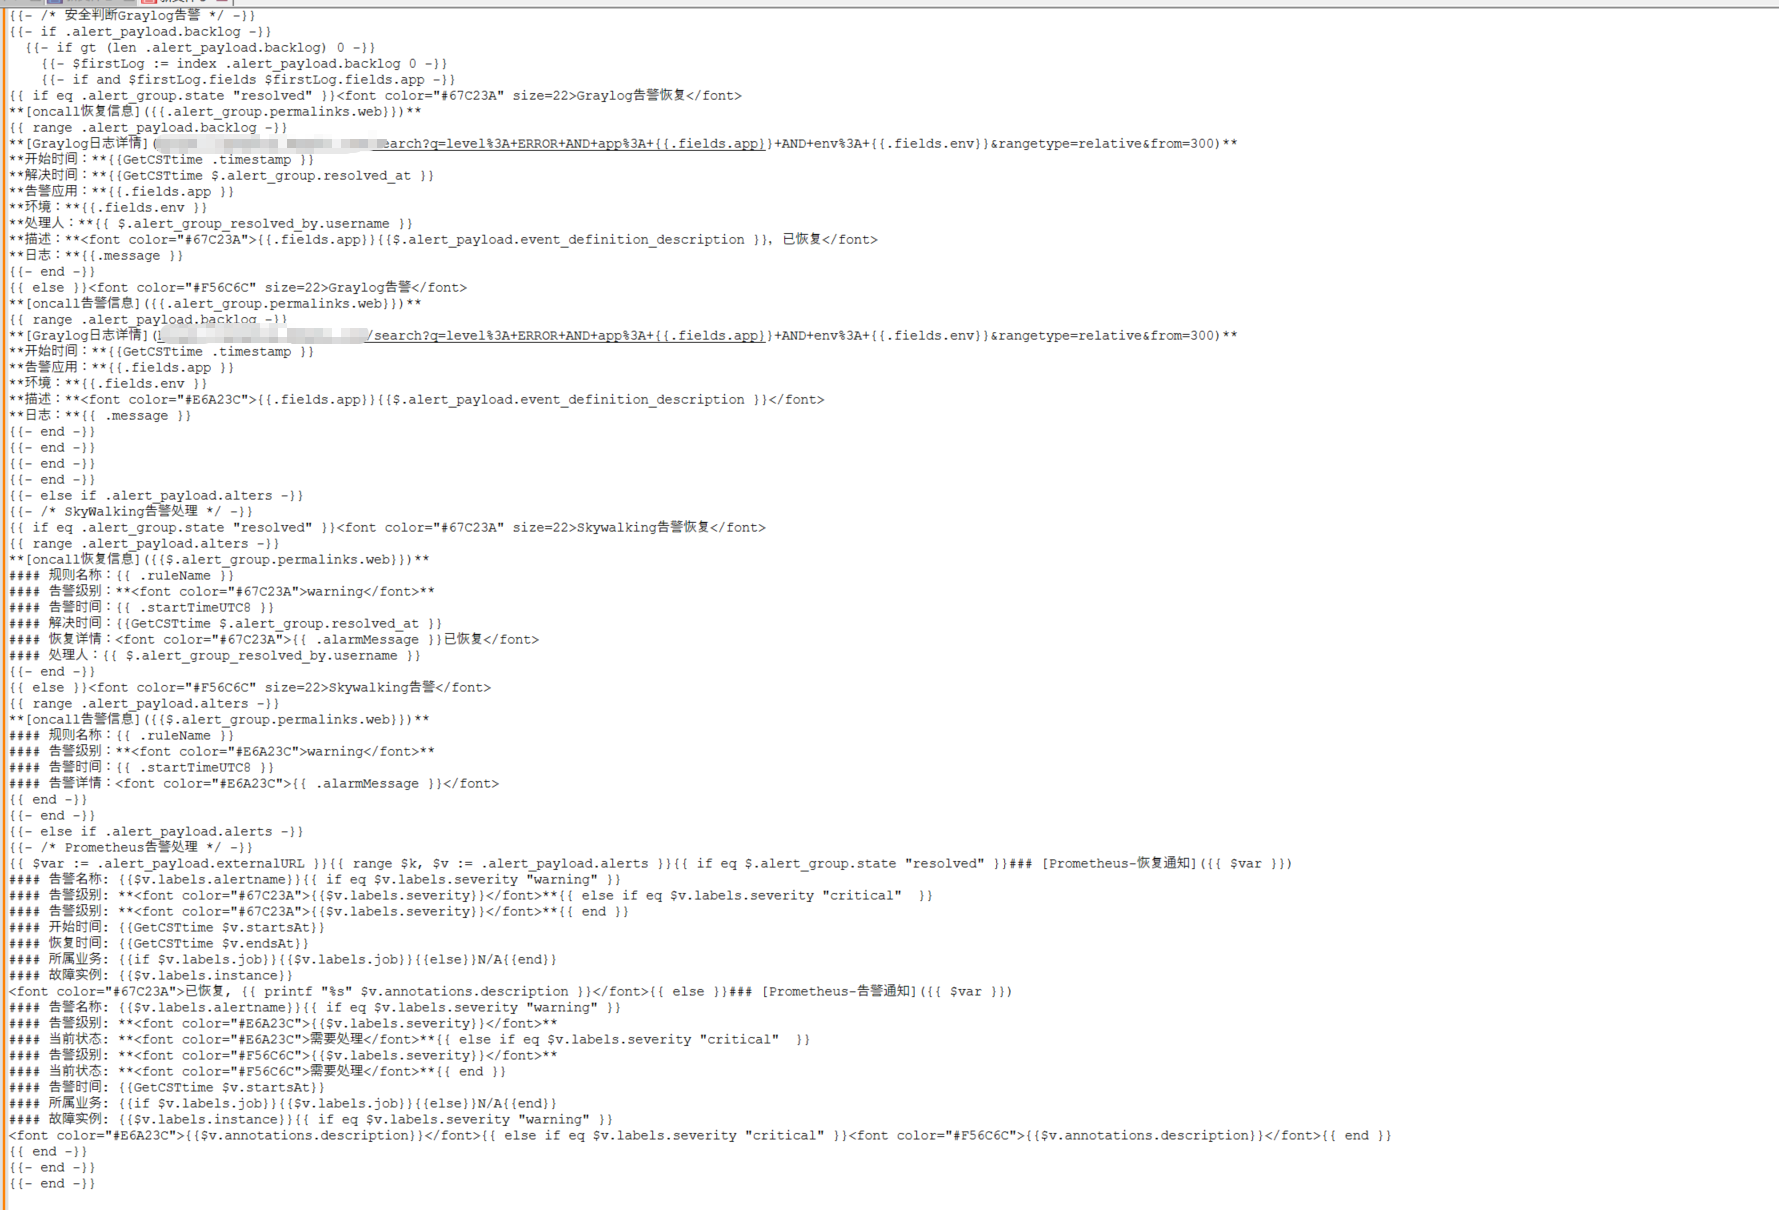 {{- /* 安全判断Graylog告警 */ -}}
{{- if .alert_payload.backlog -}}
  {{- if gt (len .alert_payload.backlog) 0 -}}
    {{- $firstLog := index .alert_payload.backlog 0 -}}
    {{- if and $firstLog.fields $firstLog.fields.app -}}
{{ if eq .alert_group.state "resolved" }}<font color="#67C23A" size=22>Graylog告警恢复</font>
**[oncall恢复信息]({{.alert_group.permalinks.web}})**
{{ range .alert_payload.backlog -}}
**[Graylog日志详情](earch?q=level%3A+ERROR+AND+app%3A+{{.fields.app}}+AND+env%3A+{{.fields.env}}&rangetype=relative&from=300)**
**开始时间：**{{GetCSTtime .timestamp }}
**解决时间：**{{GetCSTtime $.alert_group.resolved_at }}
**告警应用：**{{.fields.app }}
**环境：**{{.fields.env }}
**处理人：**{{ $.alert_group_resolved_by.username }}
**描述：**<font color="#67C23A">{{.fields.app}}{{$.alert_payload.event_definition_description }}，已恢复</font>
**日志：**{{.message }}
{{- end -}}
{{ else }}<font color="#F56C6C" size=22>Graylog告警</font>
**[oncall告警信息]({{.alert_group.permalinks.web}})**
{{ range .alert_payload.backlog -}}
**[Graylog日志详情](/search?q=level%3A+ERROR+AND+app%3A+{{.fields.app}}+AND+env%3A+{{.fields.env}}&rangetype=relative&from=300)**
**开始时间：**{{GetCSTtime .timestamp }}
**告警应用：**{{.fields.app }}
**环境：**{{.fields.env }}
**描述：**<font color="#E6A23C">{{.fields.app}}{{$.alert_payload.event_definition_description }}</font>
**日志：**{{ .message }}
{{- end -}}
{{- end -}}
{{- end -}}
{{- end -}}
{{- else if .alert_payload.alters -}}
{{- /* SkyWalking告警处理 */ -}}
{{ if eq .alert_group.state "resolved" }}<font color="#67C23A" size=22>Skywalking告警恢复</font>
{{ range .alert_payload.alters -}}
**[oncall恢复信息]({{$.alert_group.permalinks.web}})**
#### 规则名称：{{ .ruleName }}
#### 告警级别：**<font color="#67C23A">warning</font>**
#### 告警时间：{{ .startTimeUTC8 }}
#### 解决时间：{{GetCSTtime $.alert_group.resolved_at }}
#### 恢复详情：<font color="#67C23A">{{ .alarmMessage }}已恢复</font>
#### 处理人：{{ $.alert_group_resolved_by.username }}
{{- end -}}
{{ else }}<font color="#F56C6C" size=22>Skywalking告警</font>
{{ range .alert_payload.alters -}}
**[oncall告警信息]({{$.alert_group.permalinks.web}})**
#### 规则名称：{{ .ruleName }}
#### 告警级别：**<font color="#E6A23C">warning</font>**
#### 告警时间：{{ .startTimeUTC8 }}
#### 告警详情：<font color="#E6A23C">{{ .alarmMessage }}</font>
{{ end -}}
{{- end -}}
{{- else if .alert_payload.alerts -}}
{{- /* Prometheus告警处理 */ -}}
{{ $var := .alert_payload.externalURL }}{{ range $k, $v := .alert_payload.alerts }}{{ if eq $.alert_group.state "resolved" }}### [Prometheus-恢复通知]({{ $var }})
#### 告警名称: {{$v.labels.alertname}}{{ if eq $v.labels.severity "warning" }}
#### 告警级别: **<font color="#67C23A">{{$v.labels.severity}}</font>**{{ else if eq $v.labels.severity "critical"  }}
#### 告警级别: **<font color="#67C23A">{{$v.labels.severity}}</font>**{{ end }}
#### 开始时间: {{GetCSTtime $v.startsAt}}
#### 恢复时间: {{GetCSTtime $v.endsAt}}
#### 所属业务: {{if $v.labels.job}}{{$v.labels.job}}{{else}}N/A{{end}}
#### 故障实例: {{$v.labels.instance}}
<font color="#67C23A">已恢复, {{ printf "%s" $v.annotations.description }}</font>{{ else }}### [Prometheus-告警通知]({{ $var }})
#### 告警名称: {{$v.labels.alertname}}{{ if eq $v.labels.severity "warning" }}
#### 告警级别: **<font color="#E6A23C">{{$v.labels.severity}}</font>**
#### 当前状态: **<font color="#E6A23C">需要处理</font>**{{ else if eq $v.labels.severity "critical"  }}
#### 告警级别: **<font color="#F56C6C">{{$v.labels.severity}}</font>**
#### 当前状态: **<font color="#F56C6C">需要处理</font>**{{ end }}
#### 告警时间: {{GetCSTtime $v.startsAt}}
#### 所属业务: {{if $v.labels.job}}{{$v.labels.job}}{{else}}N/A{{end}}
#### 故障实例: {{$v.labels.instance}}{{ if eq $v.labels.severity "warning" }}
<font color="#E6A23C">{{$v.annotations.description}}</font>{{ else if eq $v.labels.severity "critical" }}<font color="#F56C6C">{{$v.annotations.description}}</font>{{ end }}
{{ end -}}
{{- end -}}
{{- end -}}